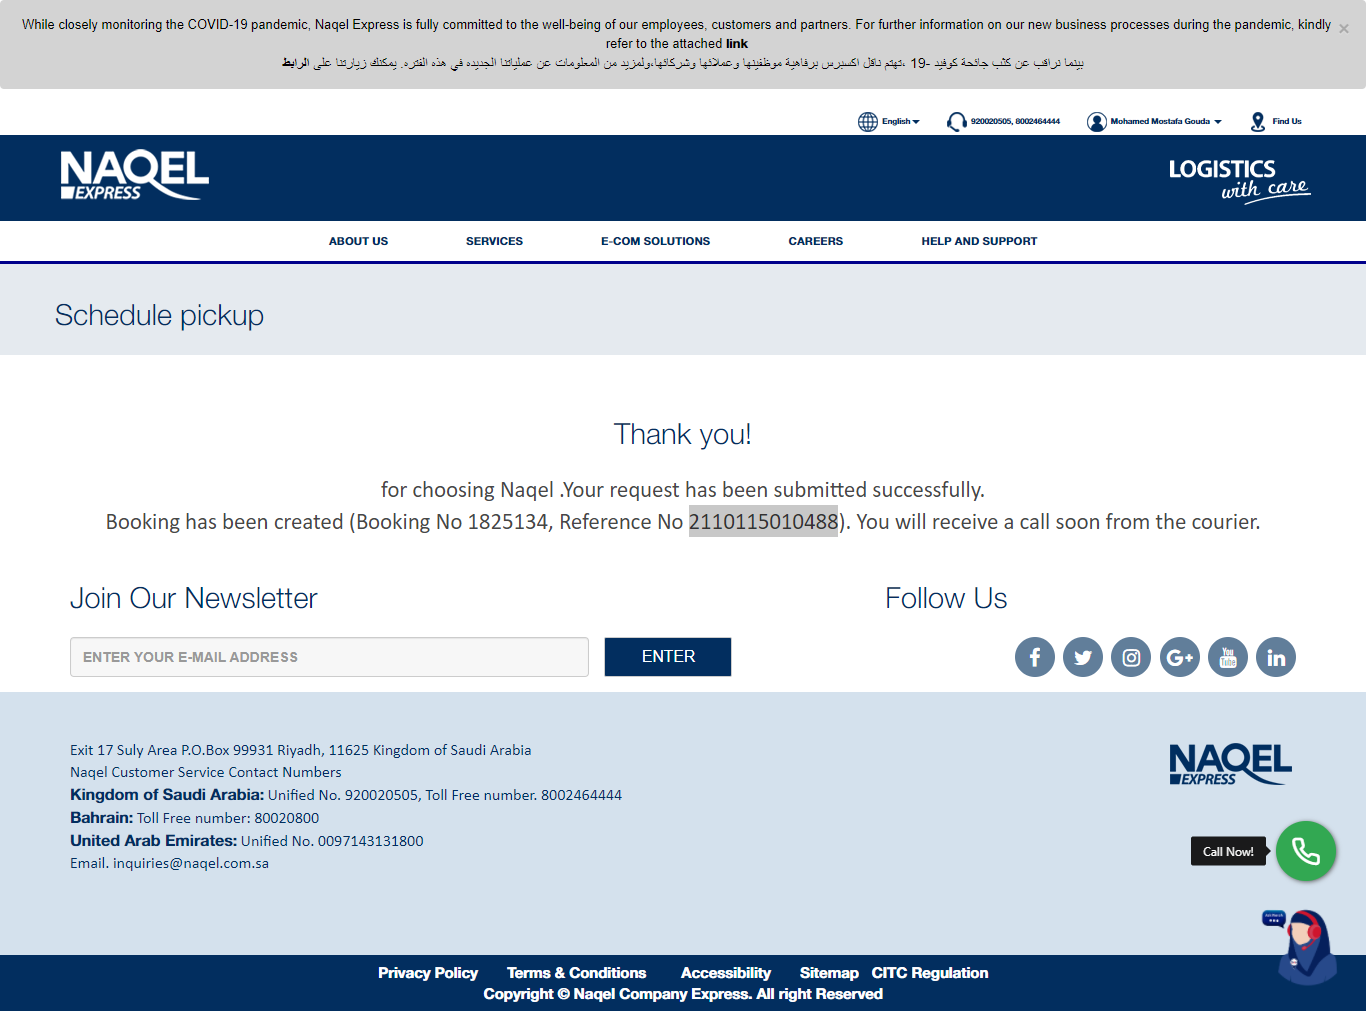 While closely monitoring the COVID-19 pandemic, Naqel Express is fully committed to the well-being of our employees, customers and partners. For further information on our new business processes during the pandemic, kindly ×
refer to the attached link
بينما نراقب عن كثب جائحة كوفيد -19 ،تهتم ناقل اكسبرس برفاهية موظفينها وعملائها وشركائها،ولمزيد من المعلومات عن عملياتنا الجديده في هذه الفتره. يمكنك زيارتنا على الرابط
English
920020505, 8002464444
Mohamed Mostafa Gouda
Find Us
NAQEL
EXPRESS
LOGISTICS
with care
ABOUT US SERVICES E-COM SOLUTIONS CAREERS HELP AND SUPPORT
Schedule pickup
Thank you!
for choosing Naqel .Your request has been submitted successfully.
Booking has been created (Booking No 1825134, Reference No 2110115010488). You will receive a call soon from the courier.
Join Our Newsletter
ENTER YOUR E-MAIL ADDRESS
ENTER
Follow Us
f G+ You Tube in
Exit 17 Suly Area P.O.Box 99931 Riyadh, 11625 Kingdom of Saudi Arabia
Naqel Customer Service Contact Numbers
Kingdom of Saudi Arabia: Unified No. 920020505, Toll Free number. 8002464444
Bahrain: Toll Free number: 80020800
United Arab Emirates: Unified No. 0097143131800
Email. inquiries@naqel.com.sa
NAQEL
EXPRESS
Call Now!
Privacy Policy Terms & Conditions Accessibility Sitemap CITC Regulation
Copyright © Naqel Company Express. All right Reserved